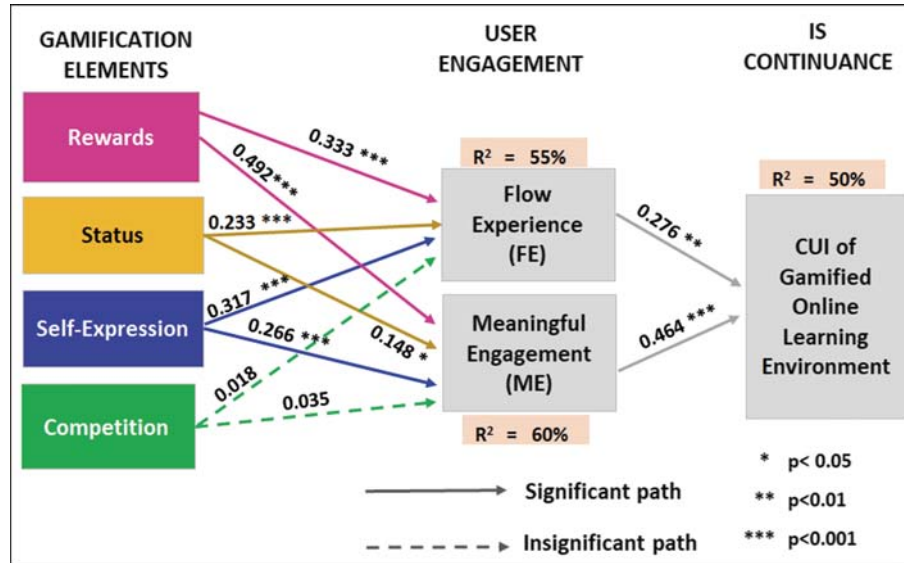 GAMIFICATION
ELEMENTS
USER
ENGAGEMENT
IS
CONTINUANCE
Rewards
Status
Self-Expression
Competition
0.333 ***
0.492***
0.233 ***
0.317 ***
0.266 ***
0.148 *
0.018
0.035
R² = 55%
Flow
Experience
(FE)
Meaningful
Engagement
(ME)
R² = 60%
0.276 **
0.464 ***
R² = 50%
CUI of
Gamified
Online
Learning
Environment
Significant path
Insignificant path
* p< 0.05
** p<0.01
*** p<0.001